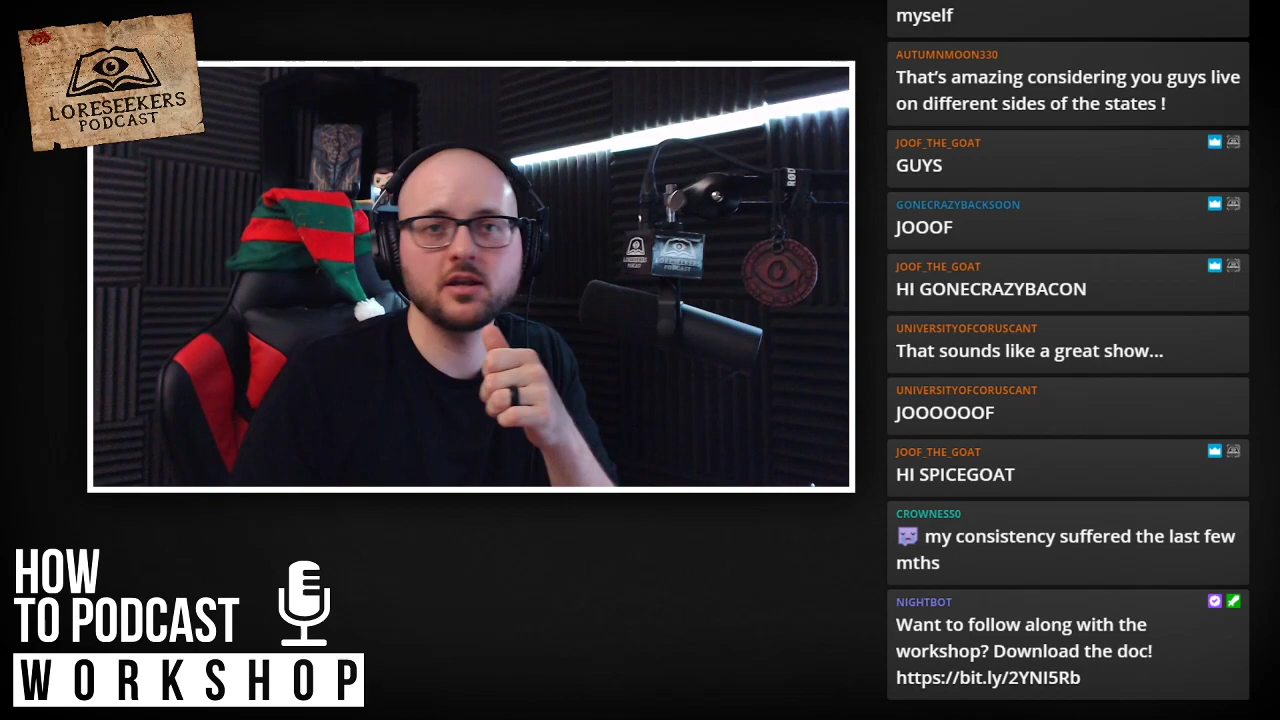 LORESEEKERS
PODCAST
RØDE
LORESEEKERS
PODCAST
HOW
TO PODCAST
WORKSHOP
myself
AUTUMNMOON330
That's amazing considering you guys live
on different sides of the states !
JOOF_THE_GOAT
GUYS
GONECRAZYBACKSOON
JOOOF
JOOF_THE_GOAT
HI GONECRAZYBACON
UNIVERSITYOFCORUSCANT
That sounds like a great show...
UNIVERSITYOFCORUSCANT
JOOOOOOF
JOOF_THE_GOAT
HI SPICEGOAT
CROWNESS0
my consistency suffered the last few
mths
NIGHTBOT
Want to follow along with the
workshop? Download the doc!
https://bit.ly/2YNI5Rb